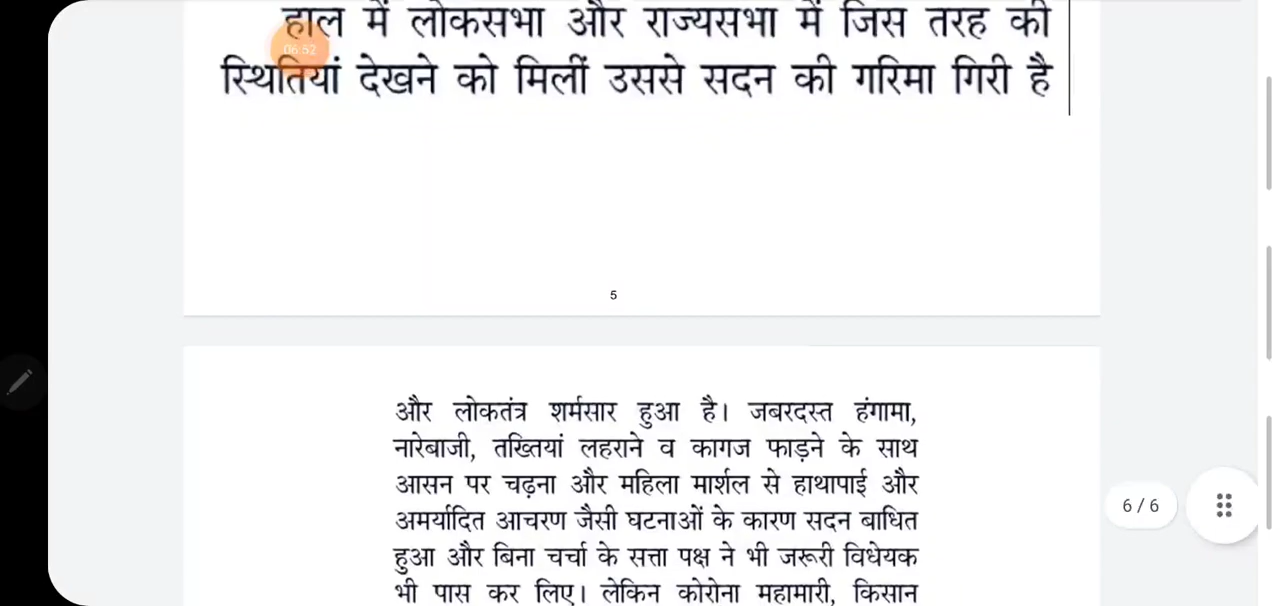 हाल में लोकसभा और राज्यसभा में जिस तरह की
06:52
स्थितियां देखने को मिलीं उससे सदन की गरिमा गिरी है
5
और लोकतंत्र शर्मसार हुआ है। जबरदस्त हंगामा,
नारेबाजी, तख्तियां लहराने व कागज फाड़ने के साथ
आसन पर चढ़ना और महिला मार्शल से हाथापाई और
अमर्यादित आचरण जैसी घटनाओं के कारण सदन बाधित
6 / 6
हुआ और बिना चर्चा के सत्ता पक्ष ने भी जरूरी विधेयक
भी पास कर लिए। लेकिन कोरोना महामारी, किसान